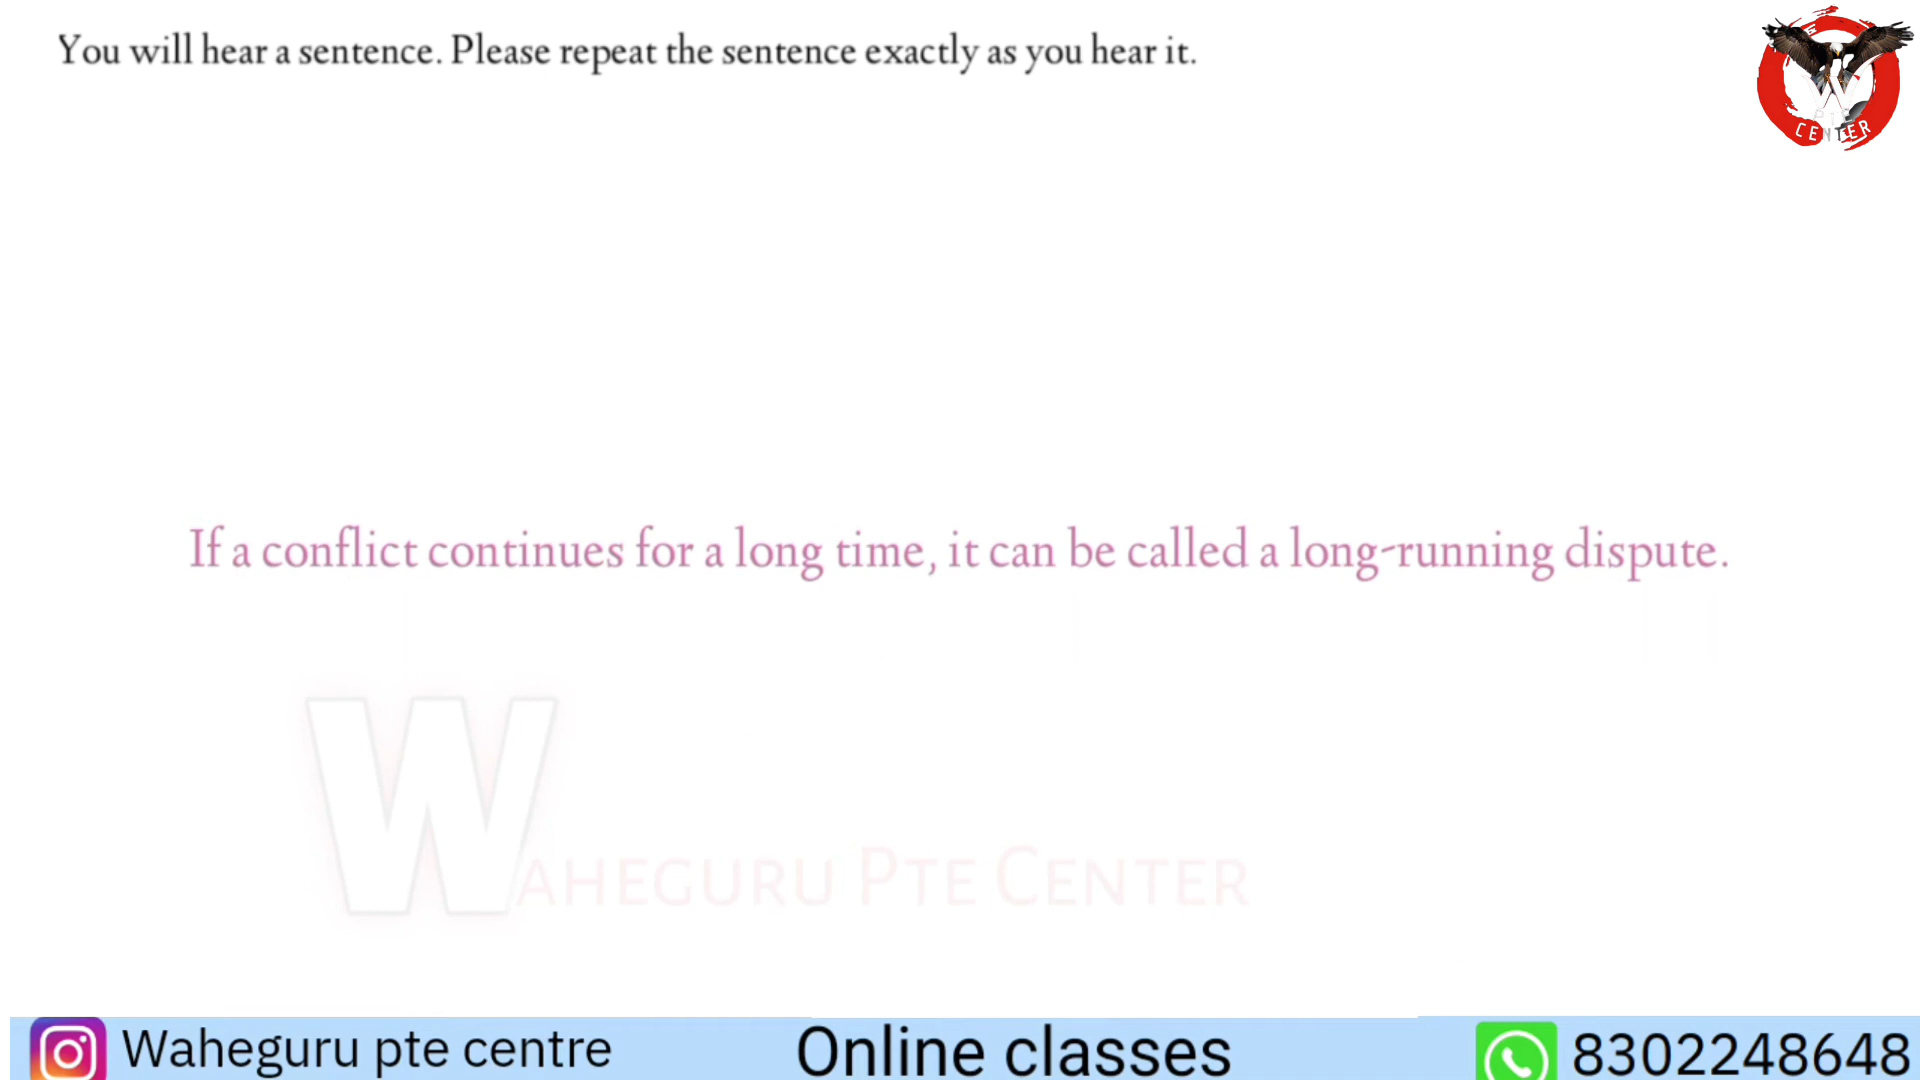 You will hear a sentence. Please repeat the sentence exactly as you hear it.
CENTER
If a conflict continues for a long time, it can be called a long-running dispute.
WAHEGURU PTE CENTER
Waheguru pte centre
Online classes
8302248648